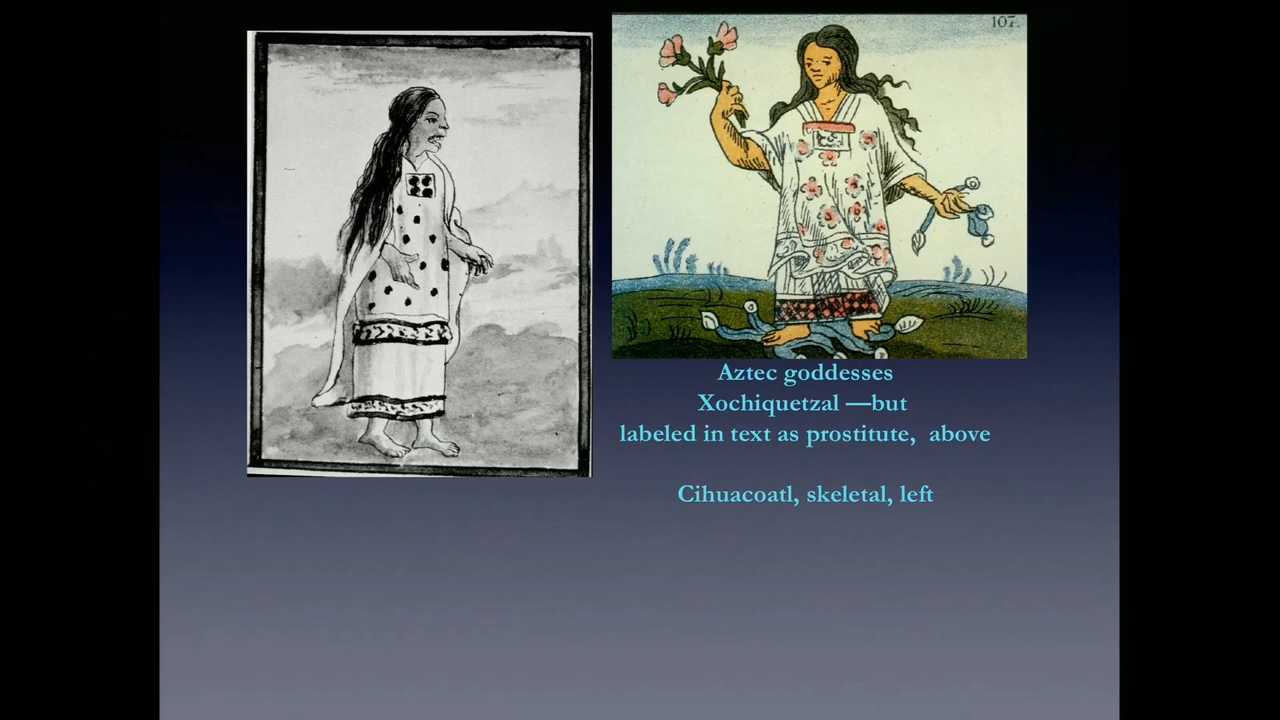 107.
Aztec goddesses
Xochiquetzal —but
labeled in text as prostitute,  above
Cihuacoatl, skeletal, left